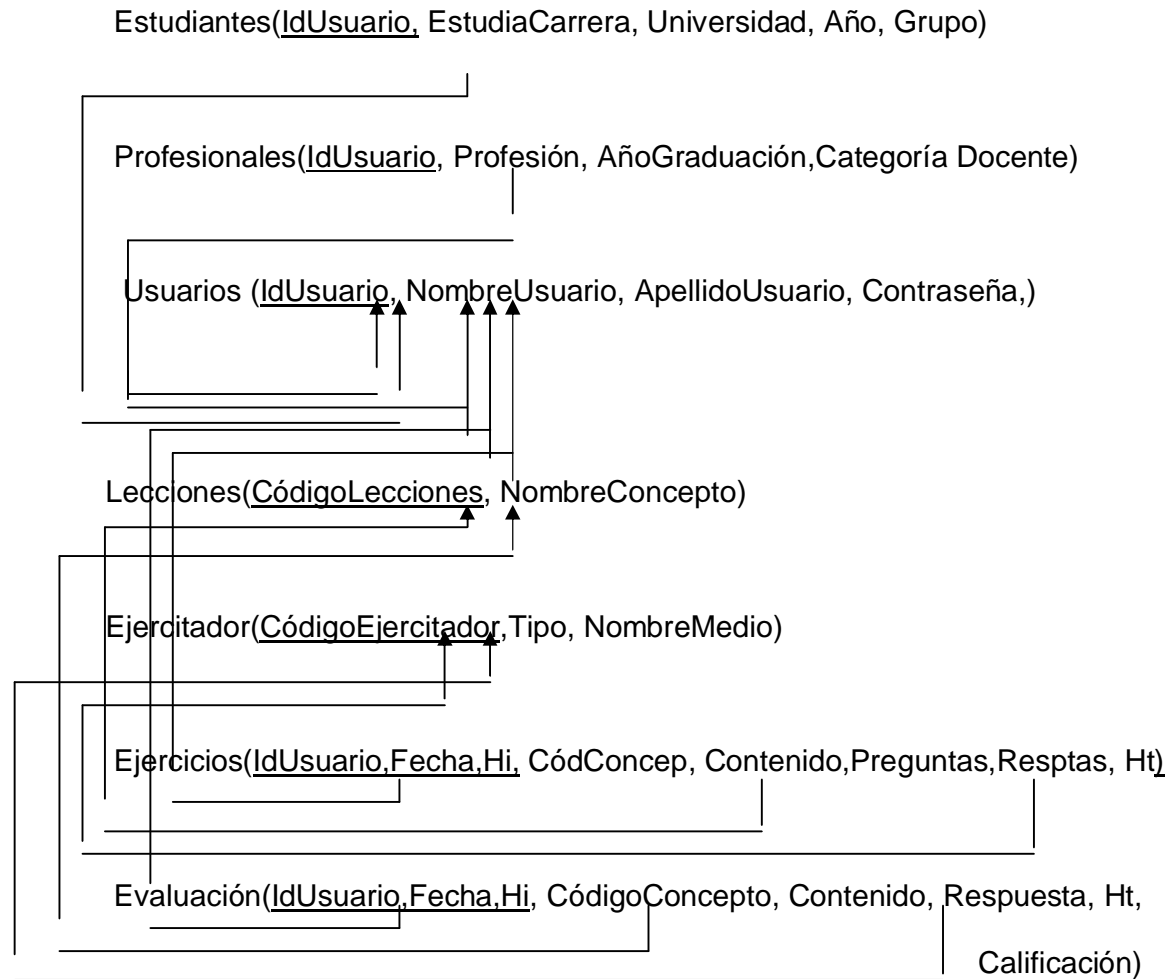 Estudiantes(IdUsuario, EstudiaCarrera, Universidad, Año, Grupo)
Profesionales(IdUsuario, Profesión, AñoGraduación,Categoría Docente)
Usuarios (IdUsuario, NombreUsuario, ApellidoUsuario, Contraseña,)
Lecciones(CódigoLecciones, NombreConcepto)
Ejercitador(CódigoEjercitador,Tipo, NombreMedio)
Ejercicios(IdUsuario,Fecha,Hi, CódConcep, Contenido,Preguntas,Resptas, Ht)
Evaluación(IdUsuario,Fecha,Hi, CódigoConcepto, Contenido, Respuesta, Ht,
Calificación)